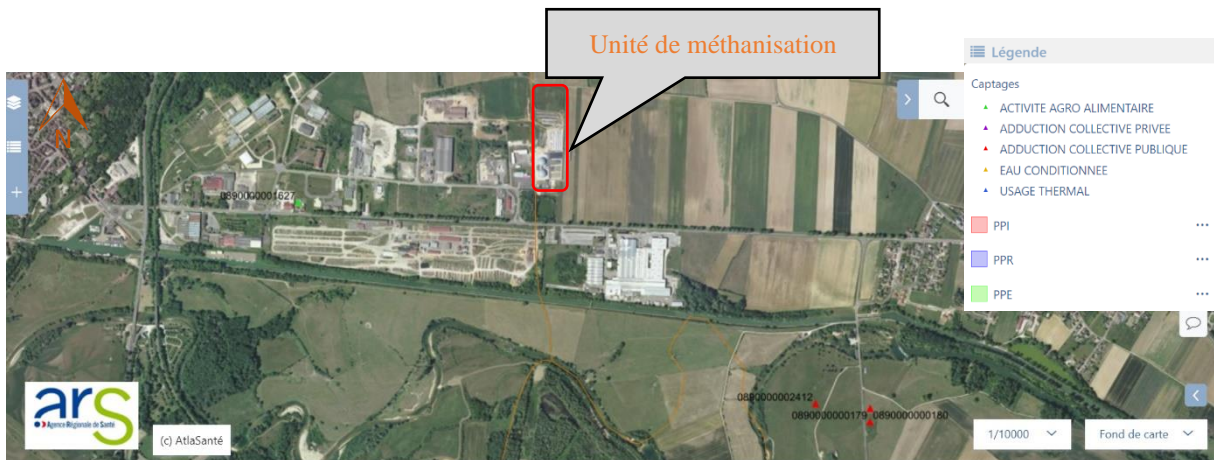 Unité de méthanisation
Légende
Captages
ACTIVITE AGRO ALIMENTAIRE
ADDUCTION COLLECTIVE PRIVEE
ADDUCTION COLLECTIVE PUBLIQUE
EAU CONDITIONNEE
USAGE THERMAL
PPI
PPR
PPE
N
0890000001627
0890000002412
0890000000179 0890000000180
ars
Agence Régionale de Santé
(c) AtlaSanté
1/10000
Fond de carte